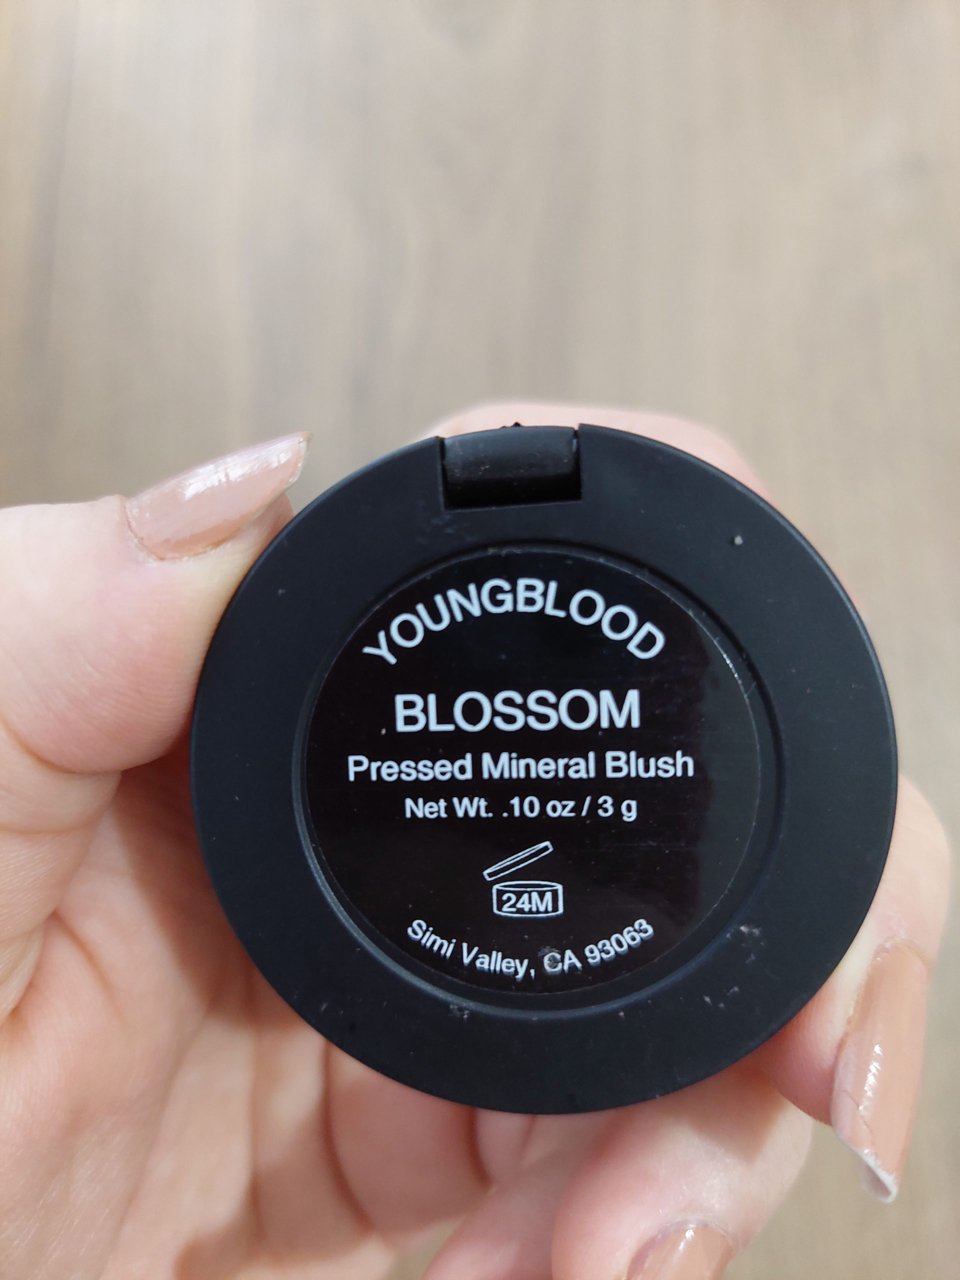 YOUNGBLOOD
BLOSSOM
Pressed Mineral Blush
Net Wt. .10 oz / 3 g
24M
Simi Valley, CA 93063